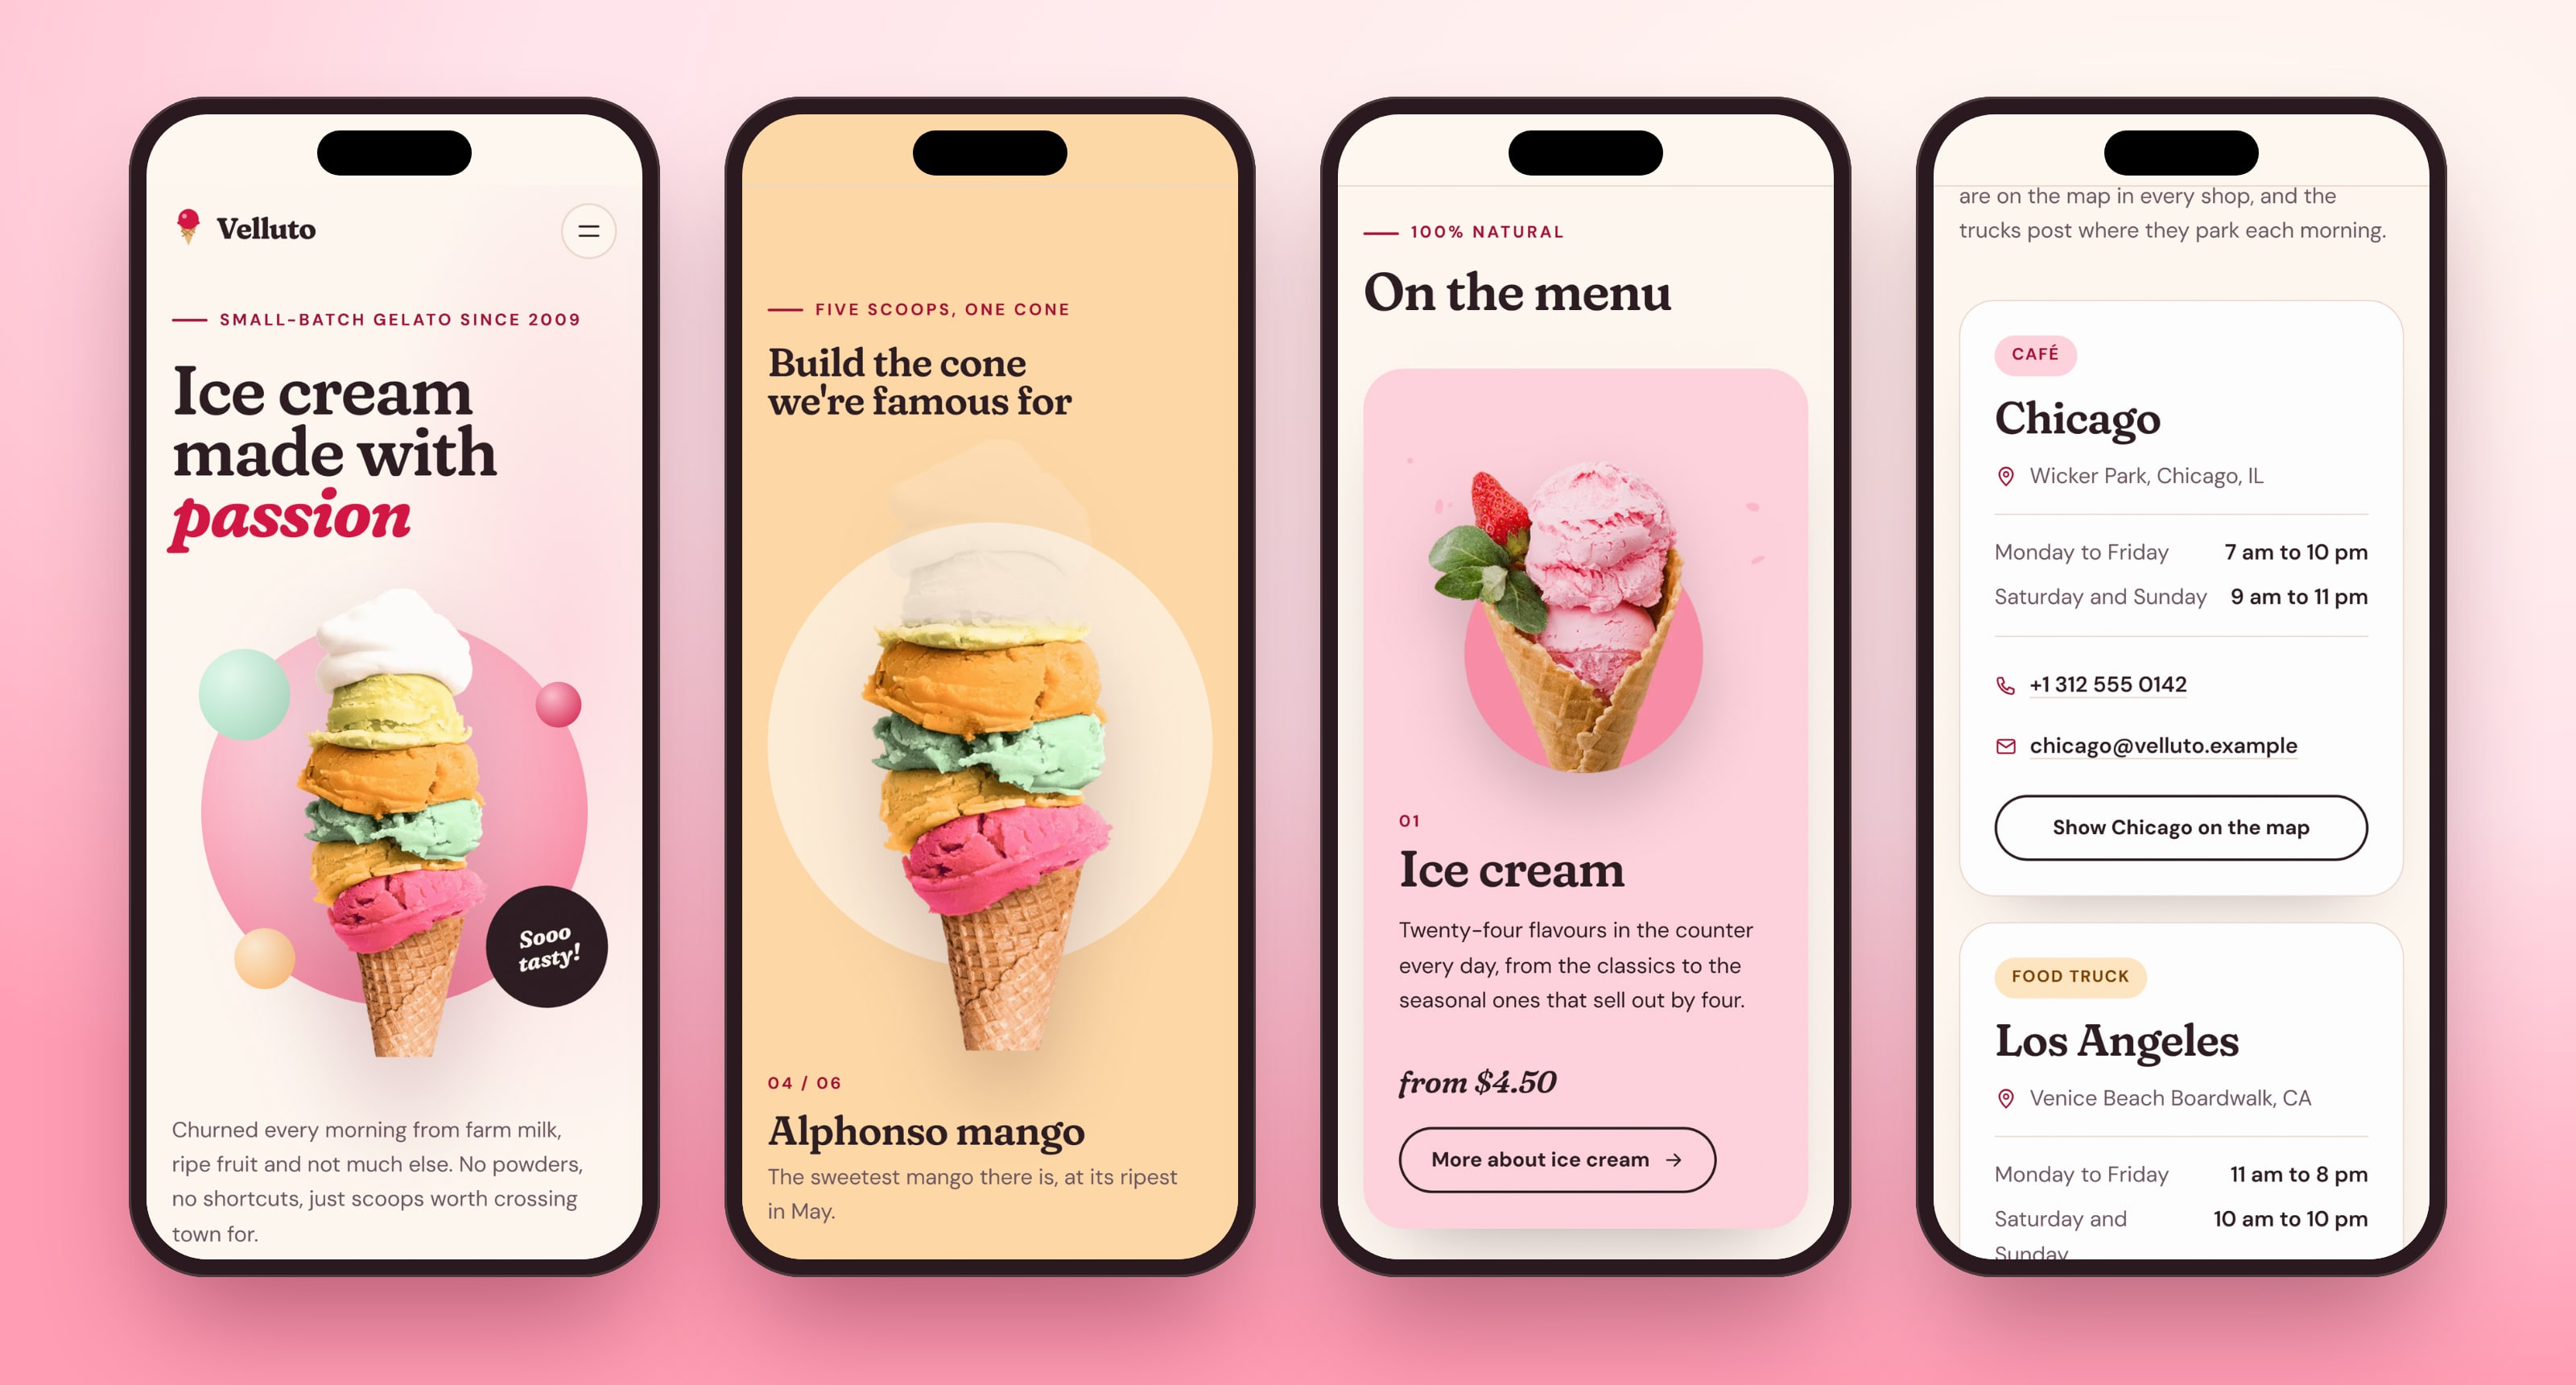 Velluto
SMALL-BATCH GELATO SINCE 2009
Ice cream
made with
passion
Sooo
tasty!
Churned every morning from farm milk,
ripe fruit and not much else. No powders,
no shortcuts, just scoops worth crossing
town for.
FIVE SCOOPS, ONE CONE
Build the cone
we're famous for
04 / 06
Alphonso mango
The sweetest mango there is, at its ripest
in May.
100% NATURAL
On the menu
01
Ice cream
Twenty-four flavours in the counter
every day, from the classics to the
seasonal ones that sell out by four.
from $4.50
More about ice cream →
are on the map in every shop, and the
trucks post where they park each morning.
CAFÉ
Chicago
Wicker Park, Chicago, IL
Monday to Friday 7 am to 10 pm
Saturday and Sunday 9 am to 11 pm
+1 312 555 0142
chicago@velluto.example
Show Chicago on the map
FOOD TRUCK
Los Angeles
Venice Beach Boardwalk, CA
Monday to Friday 11 am to 8 pm
Saturday and 10 am to 10 pm
Sunday